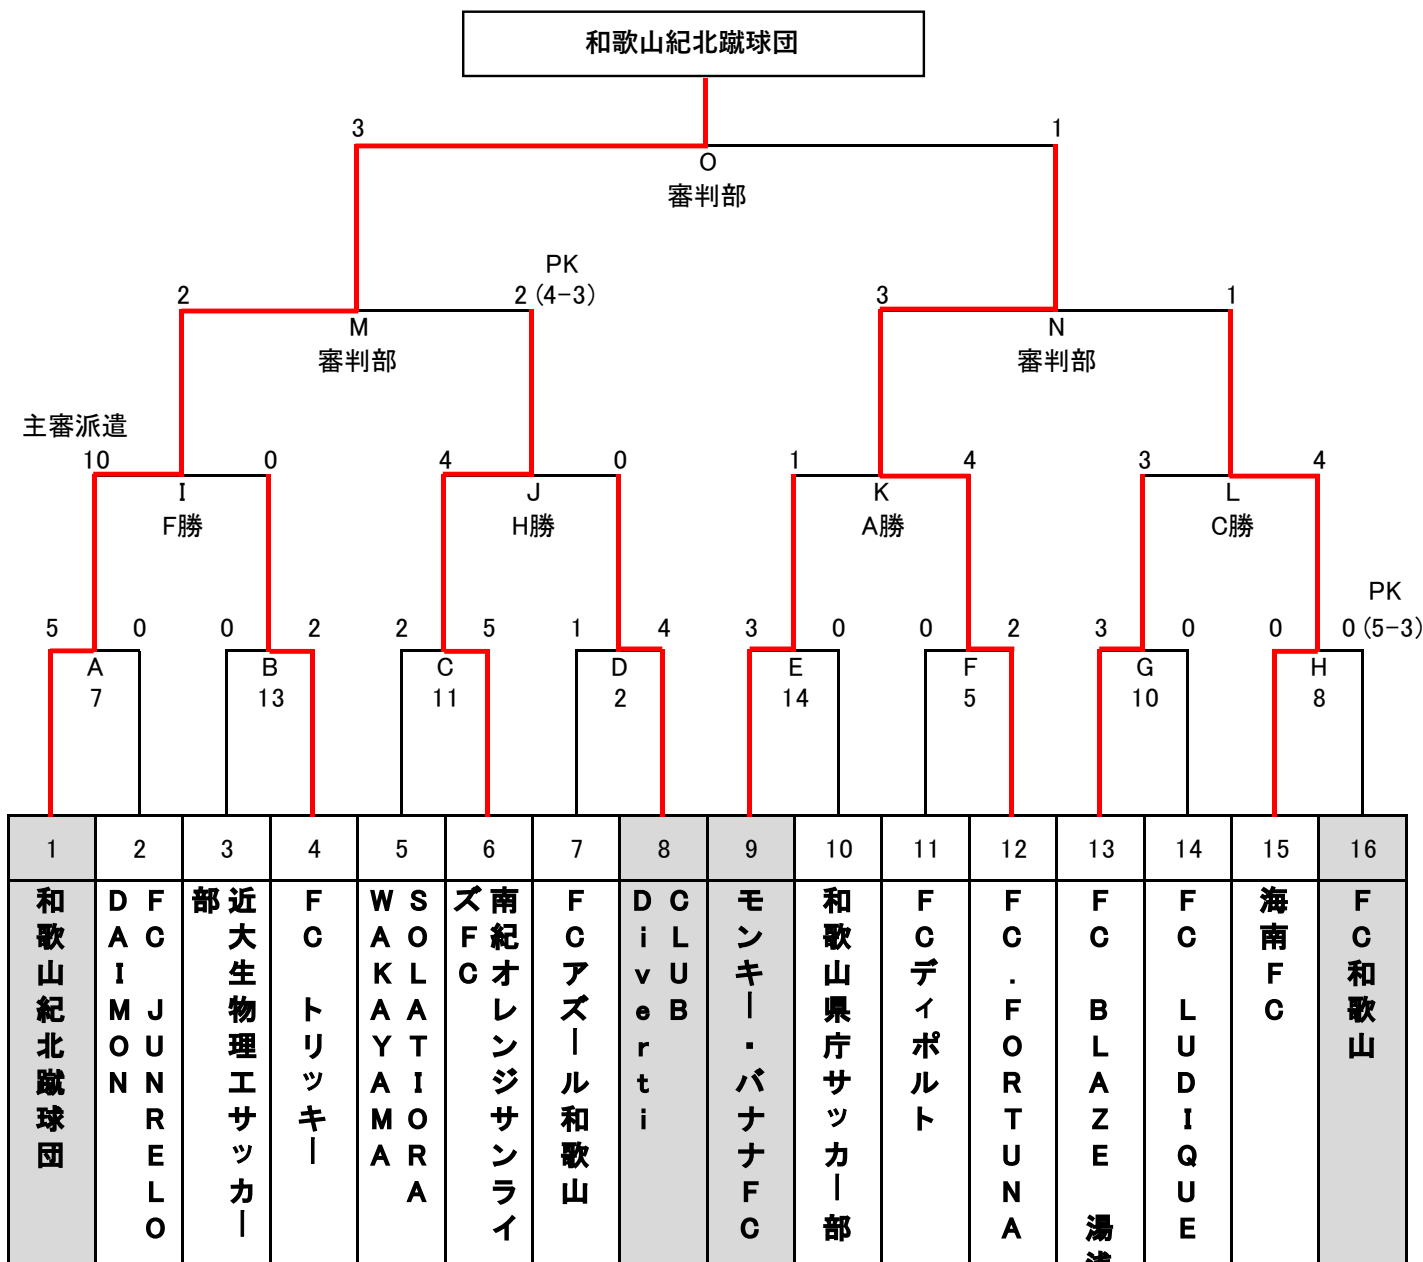 和歌山紀北蹴球団
3 1
O
審判部
PK
2 2 (4-3) 3 1
M N
審判部 審判部
主審派遣
10 0 4 0 1 4 3 4
I J K L
F勝 H勝 A勝 C勝
PK
5 0 0 2 2 5 1 4 3 0 0 2 3 0 0 0 (5-3)
A B C D E F G H
7 13 11 2 14 5 10 8
1 2 3 4 5 6 7 8 9 10 11 12 13 14 15 16
和歌山紀北蹴球団
FC JUNRELO
DAIMON
近大生物理工サッカー
部
FC トリッキー
SOLATIORA
WAKAYAMA
南紀オレンジサンライ
ズFC
FCアズール和歌山
CLUB
Diverti
モンキー・バナナFC
和歌山県庁サッカー部
FCディポルト
FC.FORTUNA
FC BLAZE 湯
FC LUDIQUE
海南FC
FC和歌山